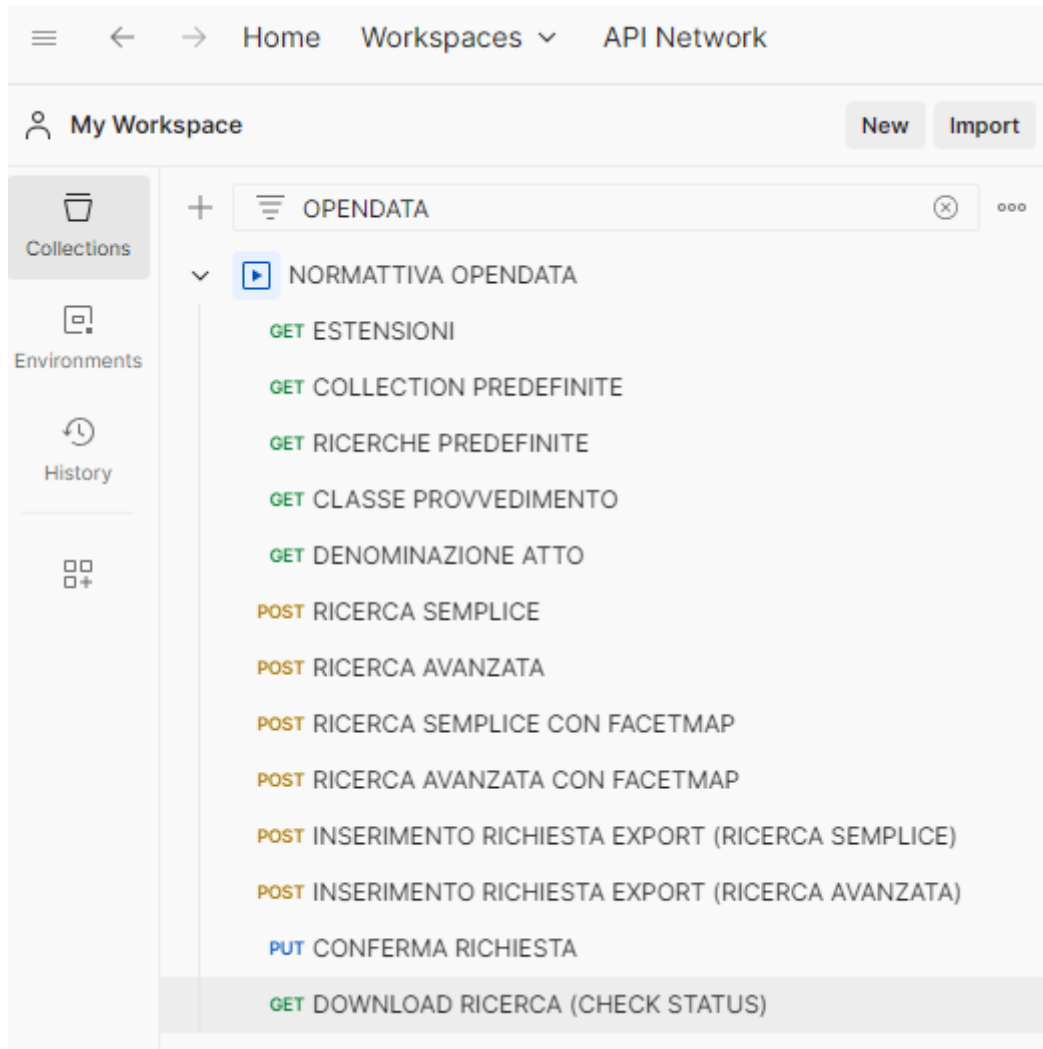 Home Workspaces API Network
My Workspace New Import
OPENDATA
Collections
NORMATTIVA OPENDATA
GET ESTENSIONI
Environments
GET COLLECTION PREDEFINITE
GET RICERCHE PREDEFINITE
History
GET CLASSE PROVVEDIMENTO
GET DENOMINAZIONE ATTO
POST RICERCA SEMPLICE
POST RICERCA AVANZATA
POST RICERCA SEMPLICE CON FACETMAP
POST RICERCA AVANZATA CON FACETMAP
POST INSERIMENTO RICHIESTA EXPORT (RICERCA SEMPLICE)
POST INSERIMENTO RICHIESTA EXPORT (RICERCA AVANZATA)
PUT CONFERMA RICHIESTA
GET DOWNLOAD RICERCA (CHECK STATUS)